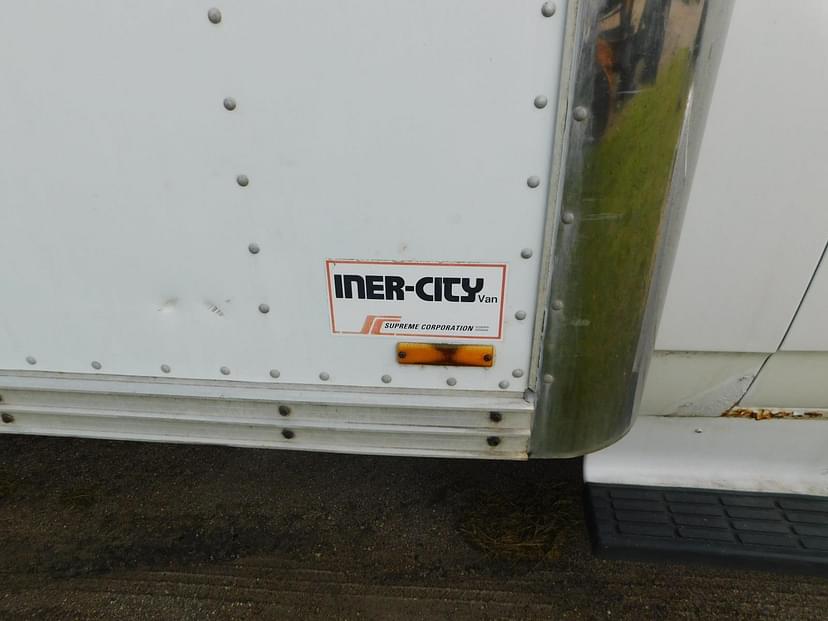 INER-CITY Van
SUPREME CORPORATION